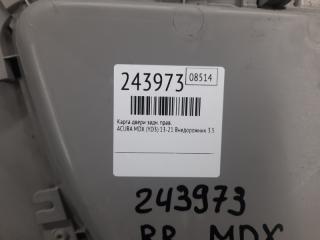 243973 08514
Карта двери задн. прав.
ACURA MDX (YD3) 13-21 Внедорожник 3.5
243973
RR MDX